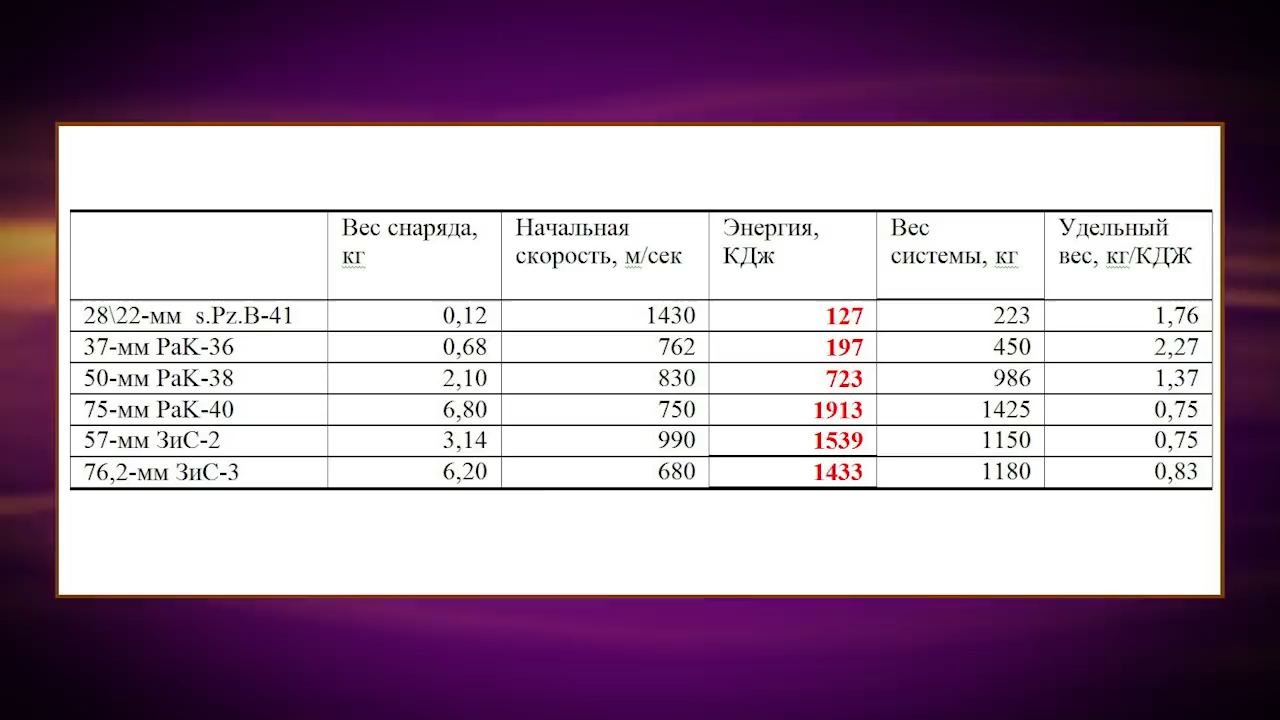 Вес снаряда, кг Начальная скорость, м/сек Энергия, КДж Вес системы, кг Удельный вес, кг/КДЖ
28\22-мм s.Pz.B-41 0,12 1430 127 223 1,76
37-мм PaK-36 0,68 762 197 450 2,27
50-мм PaK-38 2,10 830 723 986 1,37
75-мм PaK-40 6,80 750 1913 1425 0,75
57-мм ЗиС-2 3,14 990 1539 1150 0,75
76,2-мм ЗиС-3 6,20 680 1433 1180 0,83